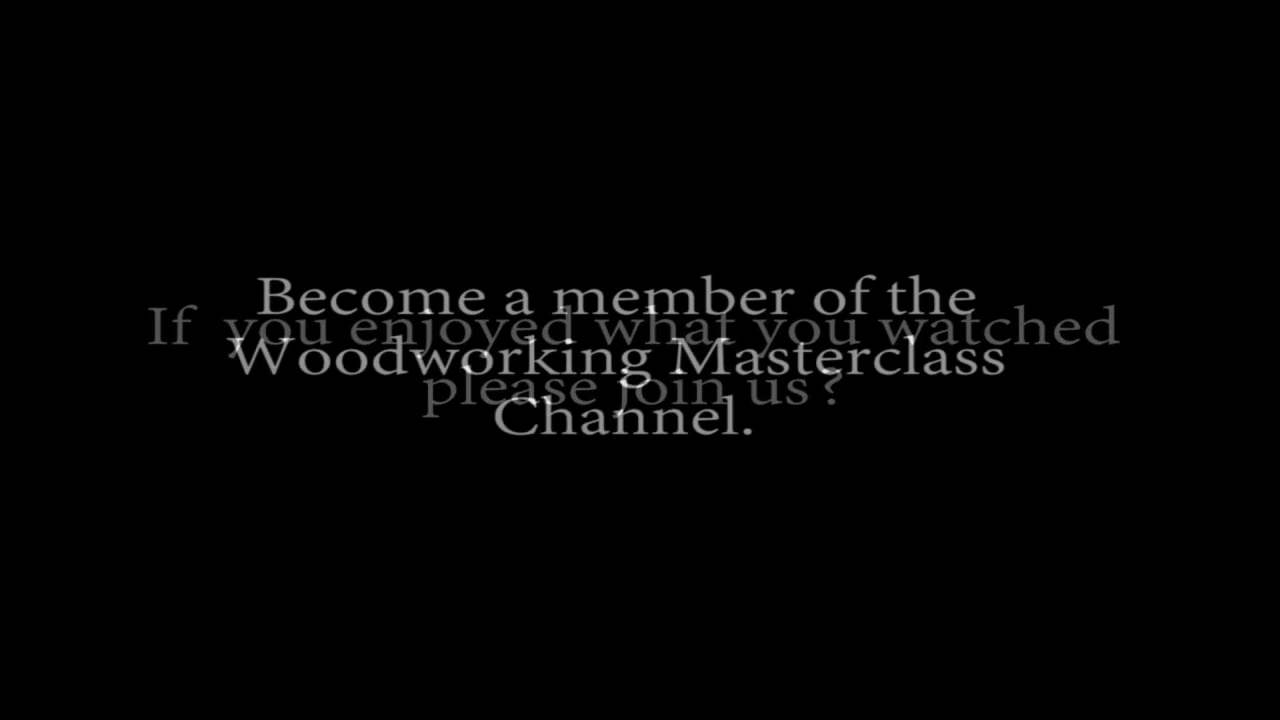 If you enjoyed what you watched
please join us?
Become a member of the
Woodworking Masterclass
Channel.